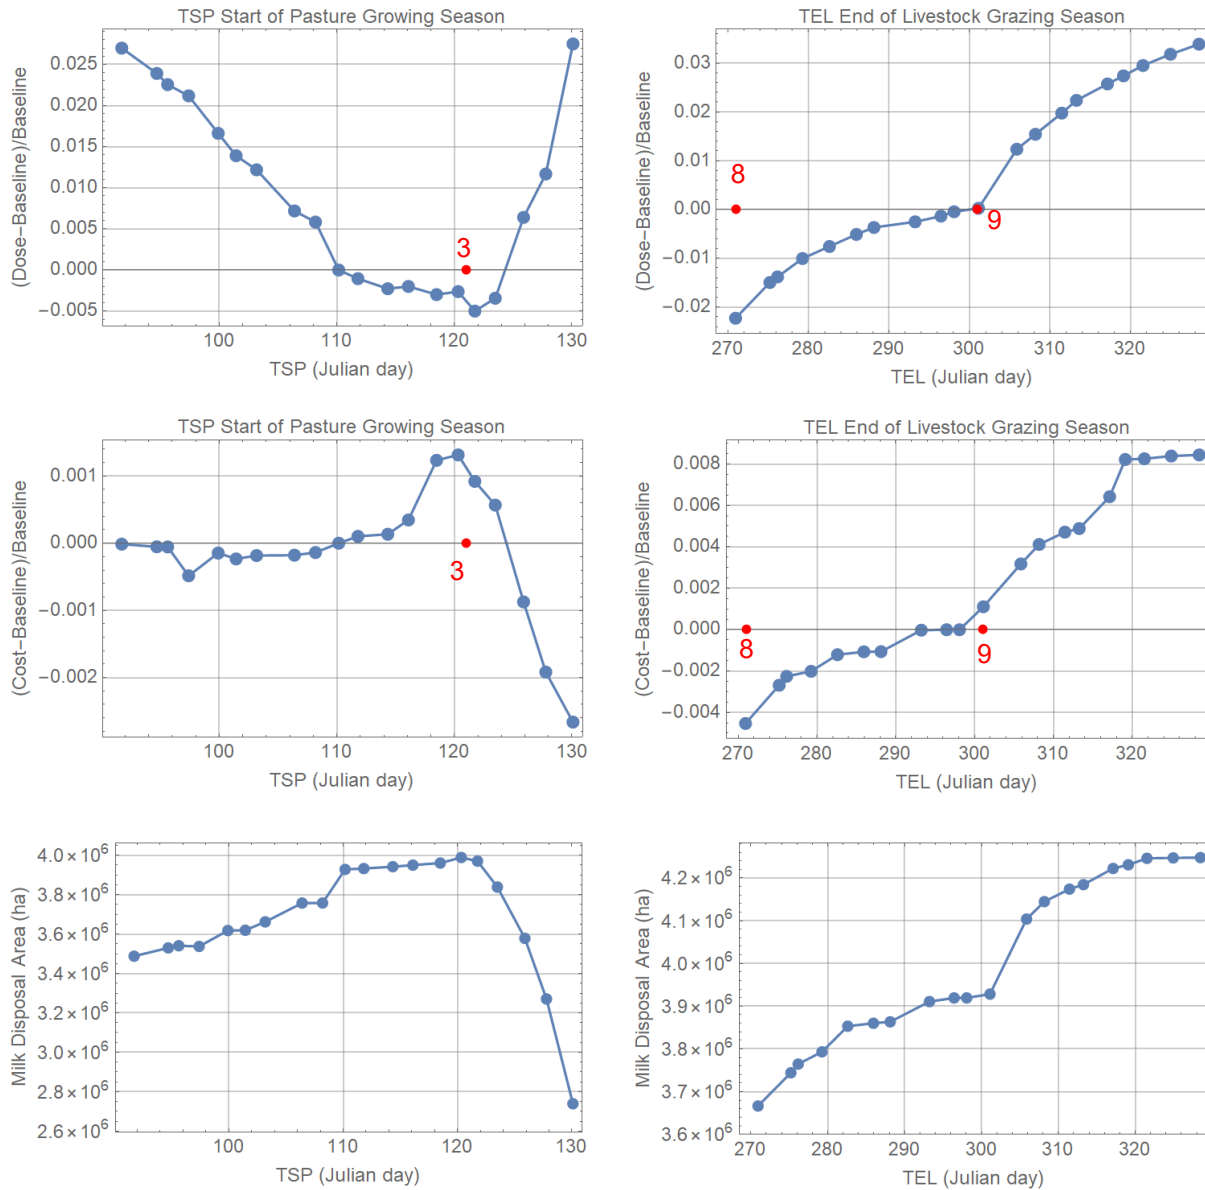 TSP Start of Pasture Growing Season
(Dose−Baseline)/Baseline
0.025
0.020
0.015
0.010
0.005
0.000
−0.005
3
100 110 120 130
TSP (Julian day)
TEL End of Livestock Grazing Season
(Dose−Baseline)/Baseline
0.03
0.02
0.01
0.00
−0.01
−0.02
8
9
270 280 290 300 310 320
TEL (Julian day)
TSP Start of Pasture Growing Season
(Cost−Baseline)/Baseline
0.001
0.000
−0.001
−0.002
3
100 110 120 130
TSP (Julian day)
TEL End of Livestock Grazing Season
(Cost−Baseline)/Baseline
0.008
0.006
0.004
0.002
0.000
−0.002
−0.004
8
9
270 280 290 300 310 320
TEL (Julian day)
Milk Disposal Area (ha)
4.0×10⁶
3.8×10⁶
3.6×10⁶
3.4×10⁶
3.2×10⁶
3.0×10⁶
2.8×10⁶
2.6×10⁶
100 110 120 130
TSP (Julian day)
Milk Disposal Area (ha)
4.2×10⁶
4.1×10⁶
4.0×10⁶
3.9×10⁶
3.8×10⁶
3.7×10⁶
3.6×10⁶
270 280 290 300 310 320
TEL (Julian day)